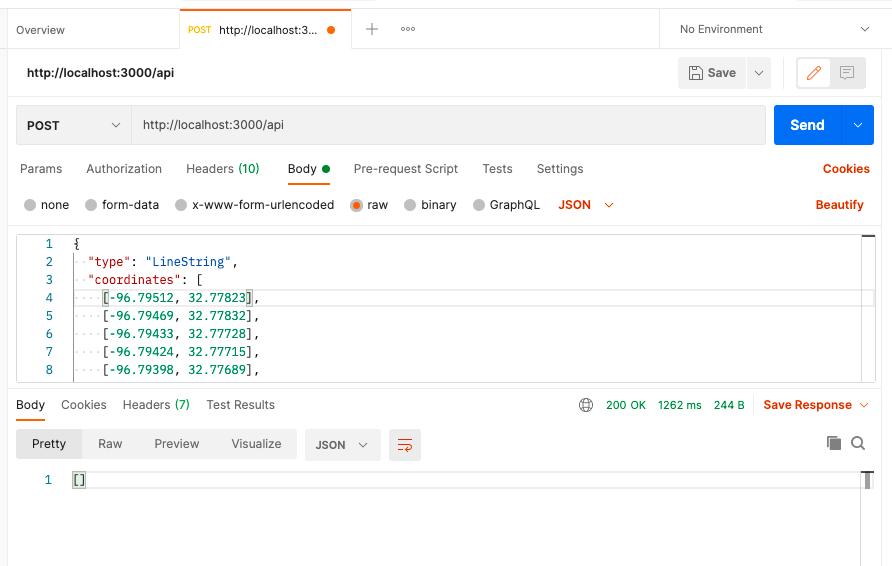 Overview
POST http://localhost:3...
No Environment
http://localhost:3000/api
Save
POST http://localhost:3000/api
Send
Params Authorization Headers (10) Body Pre-request Script Tests Settings Cookies
none form-data x-www-form-urlencoded raw binary GraphQL JSON Beautify
1 {
2 "type": "LineString",
3 "coordinates": [
4 [-96.79512, 32.77823],
5 [-96.79469, 32.77832],
6 [-96.79433, 32.77728],
7 [-96.79424, 32.77715],
8 [-96.79398, 32.77689],
Body Cookies Headers (7) Test Results 200 OK 1262 ms 244 B Save Response
Pretty Raw Preview Visualize JSON
1 []